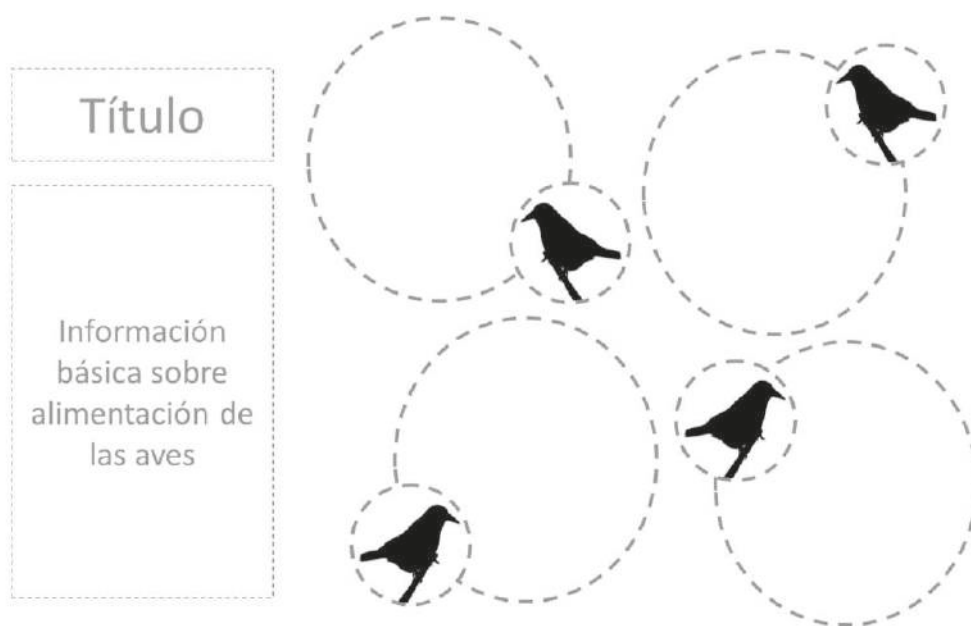 Título
Información
básica sobre
alimentación de
las aves